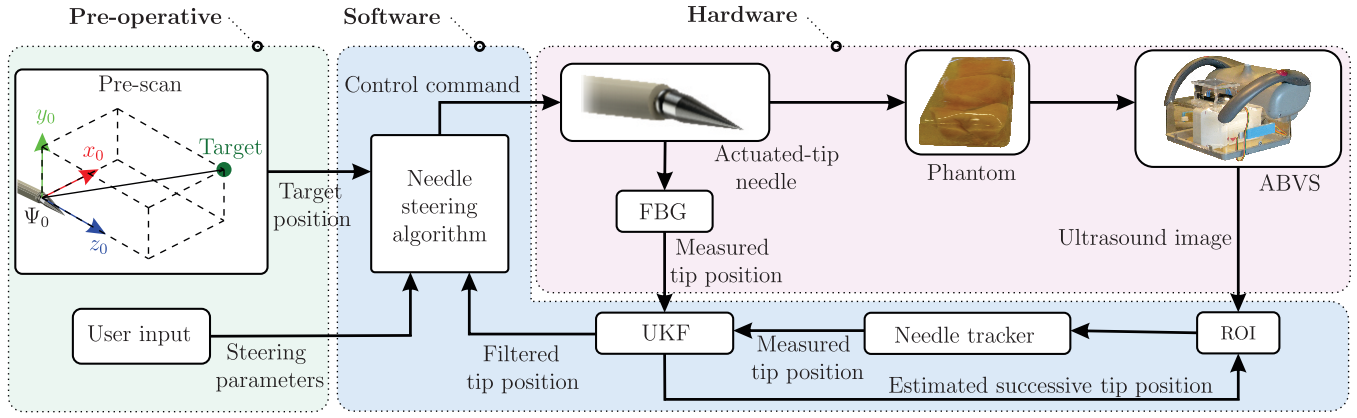 Pre-operative
Software
Hardware
Pre-scan
y0
x0
Target
Ψ0
z0
Target
position
User input
Steering
parameters
Control command
Needle
steering
algorithm
Actuated-tip
needle
Phantom
ABVS
FBG
Measured
tip position
Ultrasound image
UKF
Filtered
tip position
Measured
tip position
Needle tracker
ROI
Estimated successive tip position